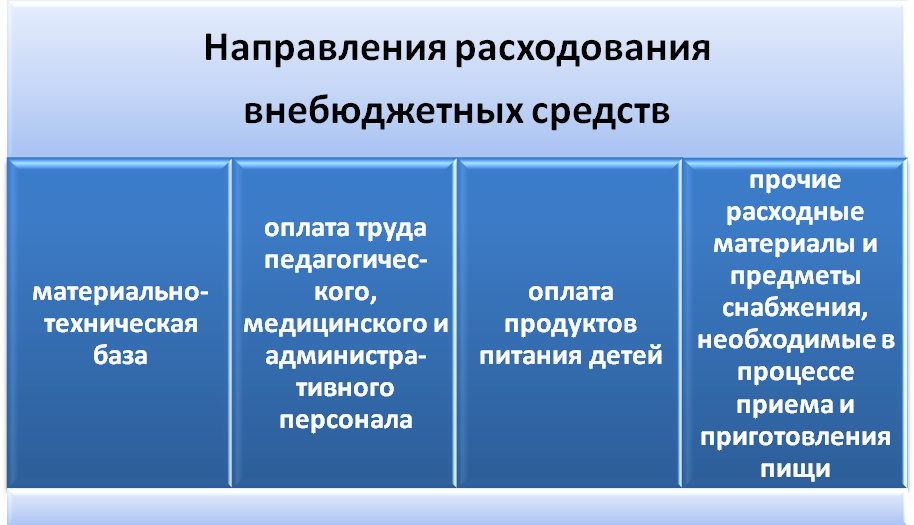 Направления расходования
внебюджетных средств
материально-
техническая
база
оплата труда
педагогичес-
кого,
медицинского и
администра-
тивного
персонала
оплата
продуктов
питания детей
прочие
расходные
материалы и
предметы
снабжения,
необходимые в
процессе
приема и
приготовления
пищи